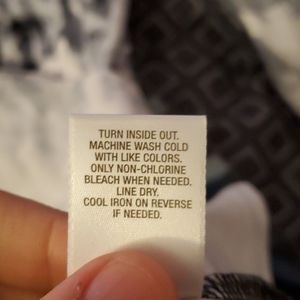 TURN INSIDE OUT.
MACHINE WASH COLD
WITH LIKE COLORS.
ONLY NON-CHLORINE
BLEACH WHEN NEEDED.
LINE DRY.
COOL IRON ON REVERSE
IF NEEDED.